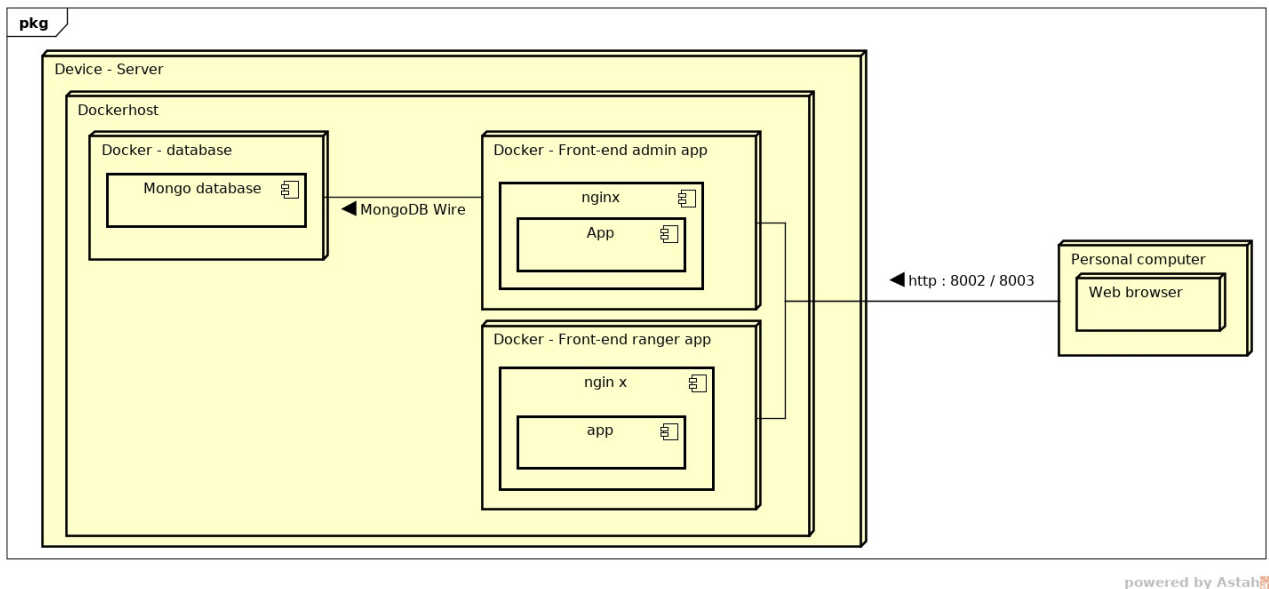 pkg
Device - Server
Dockerhost
Docker - database
Mongo database
MongoDB Wire
Docker - Front-end admin app
nginx
App
Docker - Front-end ranger app
ngin x
app
http : 8002 / 8003
Personal computer
Web browser
powered by Astah